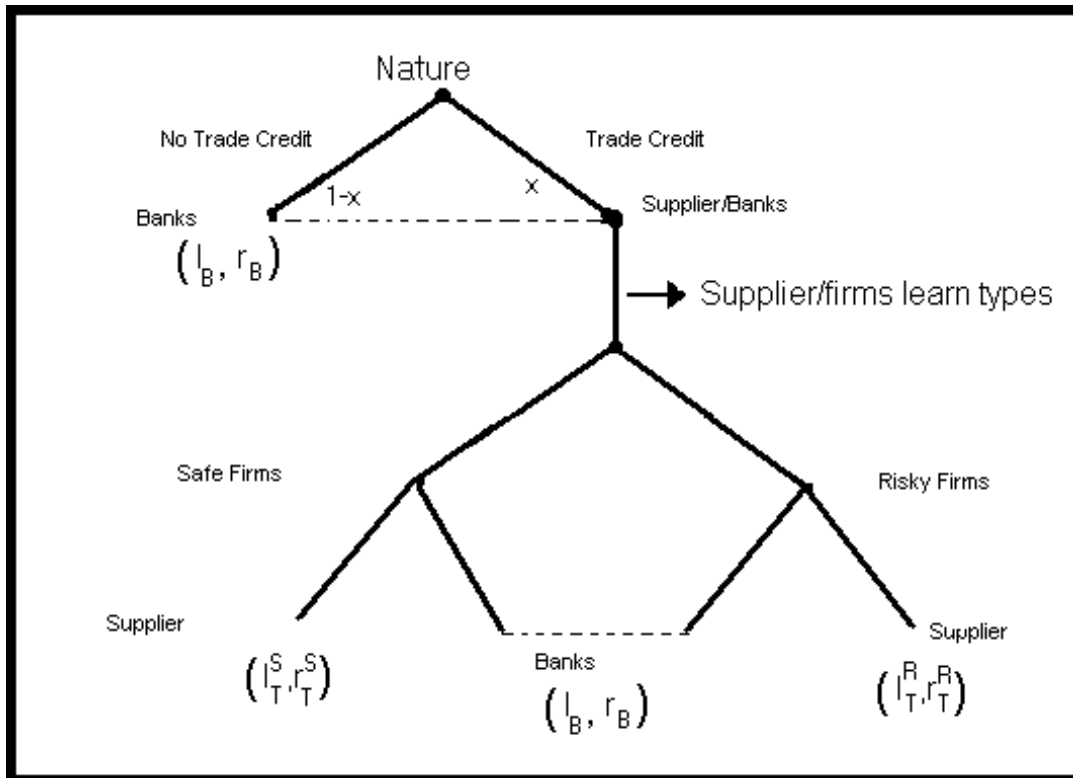 Nature
No Trade Credit
Trade Credit
1-x
x
Banks
Supplier/Banks
(l_B, r_B)
Supplier/firms learn types
Safe Firms
Risky Firms
Supplier
Banks
Supplier
(l_T^S, r_T^S)
(l_B, r_B)
(l_T^R, r_T^R)